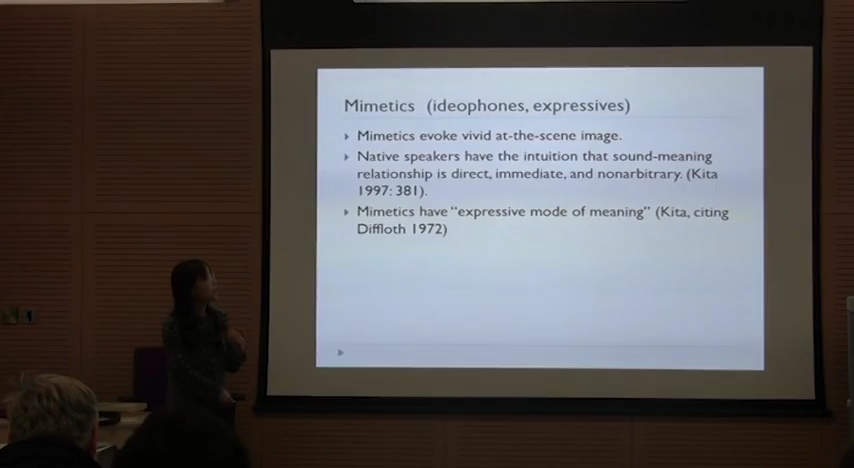 Mimetics (ideophones, expressives)
Mimetics evoke vivid at-the-scene image.
Native speakers have the intuition that sound-meaning
relationship is direct, immediate, and nonarbitrary. (Kita
1997: 381).
Mimetics have "expressive mode of meaning" (Kita, citing
Diffloth 1972)